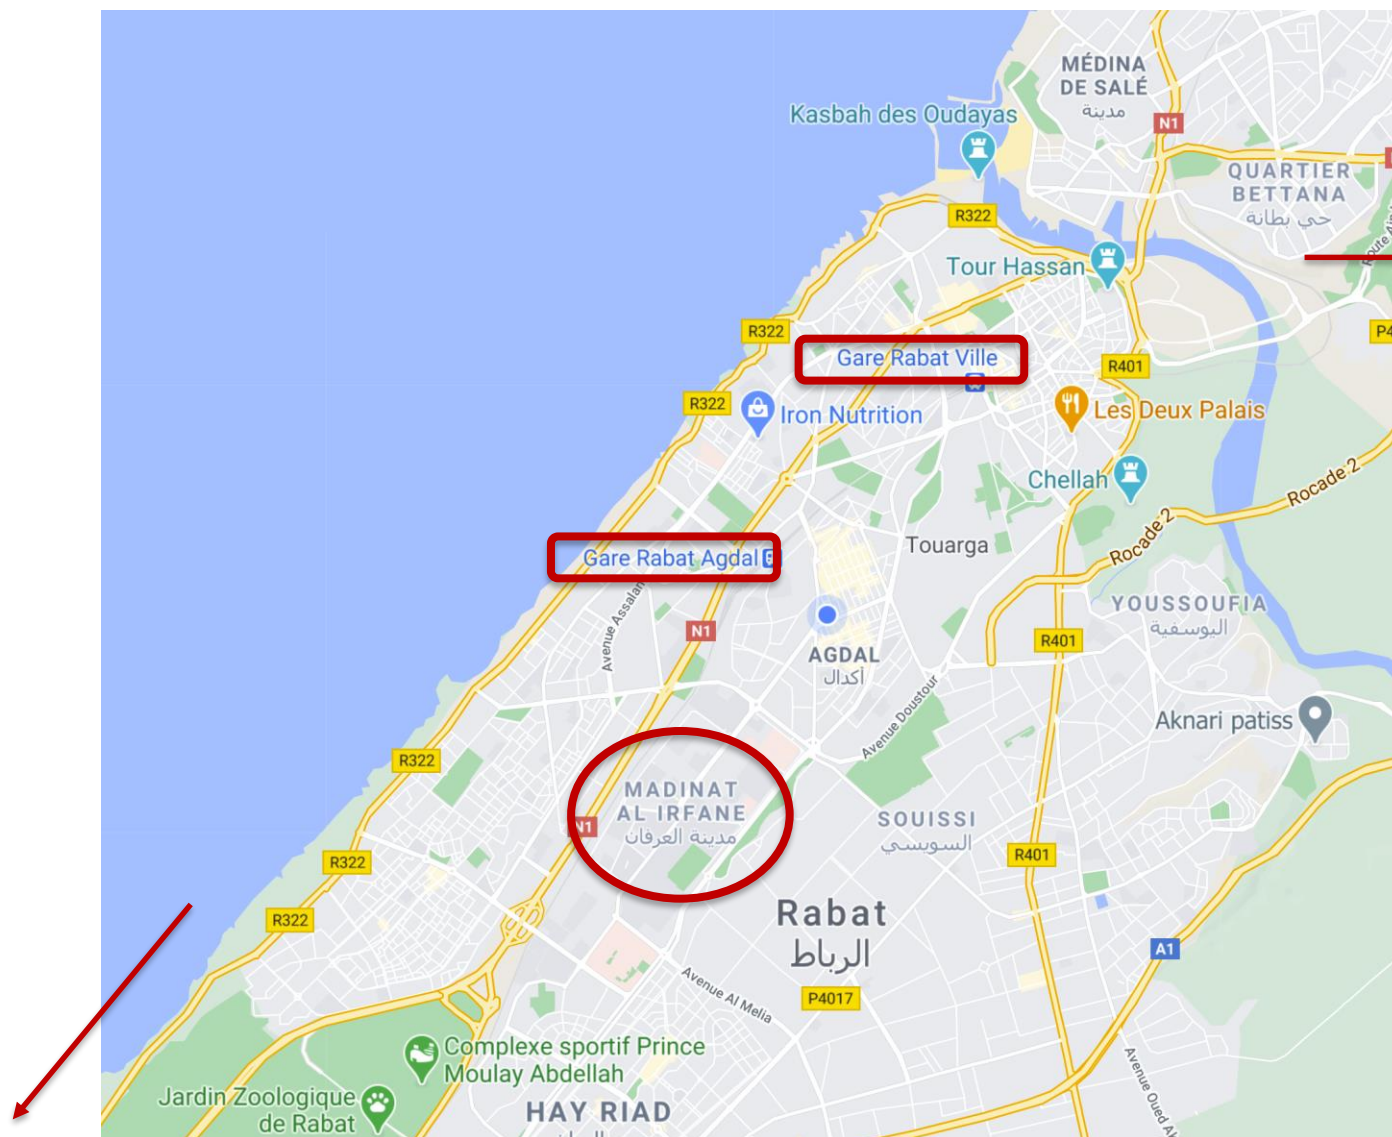 MÉDINA
DE SALÉ
مدينة
Kasbah des Oudayas
N1
QUARTIER
BETTANA
حي بطانة
R322
Tour Hassan
R322
P4
Gare Rabat Ville
R401
R322
Iron Nutrition
Les Deux Palais
Chellah
Rocade 2
Rocade 2
Gare Rabat Agdal
Touarga
YOUSSOUFIA
اليوسفية
Avenue Assalam
N1
R401
AGDAL
أكدال
Avenue Doustour
Aknari patiss
R322
MADINAT
AL IRFANE
مدينة العرفان
N1
SOUISSI
السويسي
R322
R401
R322
Rabat
الرباط
A1
Avenue Al Melia
P4017
Complexe sportif Prince
Moulay Abdellah
Jardin Zoologique
de Rabat
HAY RIAD
Avenue Oued